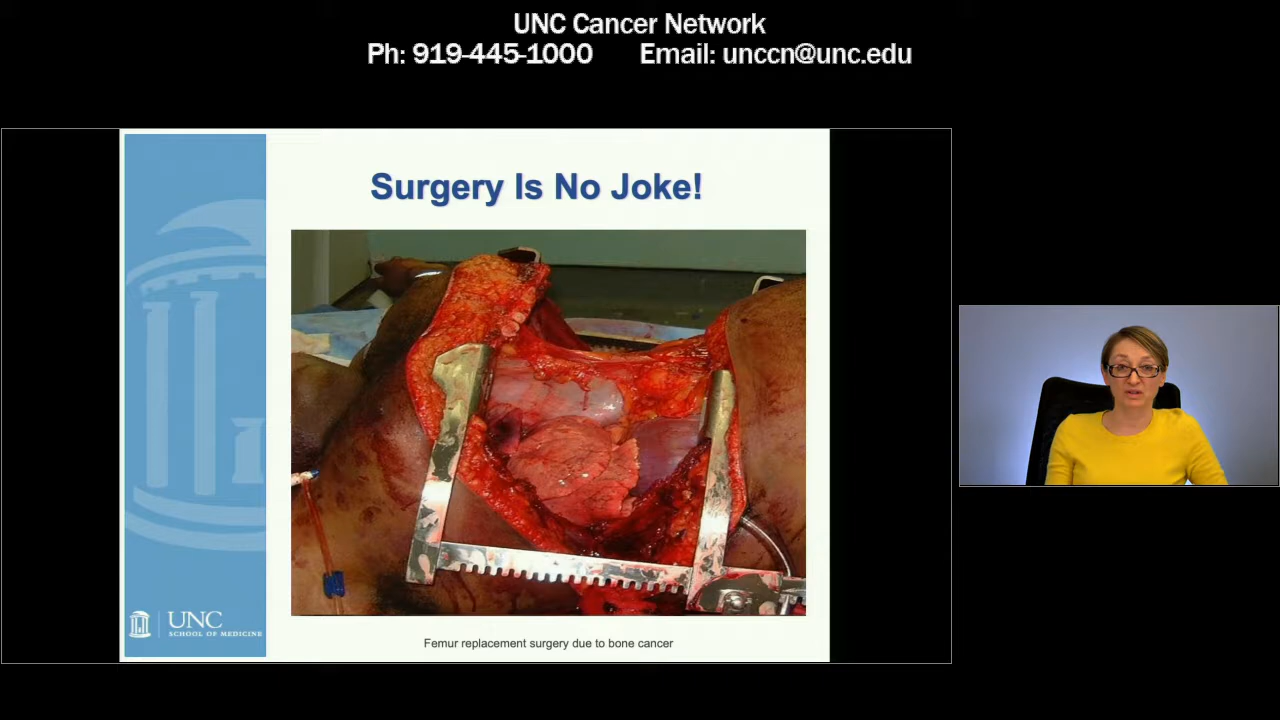 UNC Cancer Network
Ph: 919-445-1000 Email: unccn@unc.edu
Surgery Is No Joke!
UNC
SCHOOL OF MEDICINE
Femur replacement surgery due to bone cancer